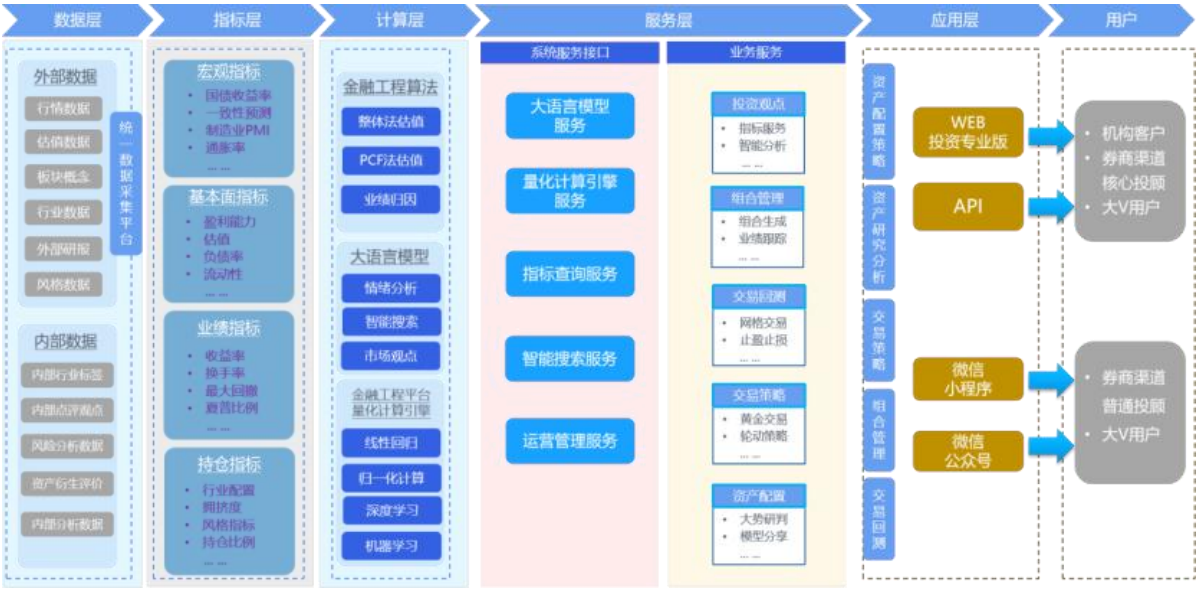 数据层
指标层
计算层
服务层
应用层
用户
外部数据
行情数据
估值数据
板块概念
行业数据
外部研报
风格数据
内部数据
内部行业标签
内部点评观点
风险分析数据
资产衍生评价
内部分析数据
统一数据采集平台
宏观指标
• 国债收益率
• 一致性预测
• 制造业PMI
• 通胀率
基本面指标
• 盈利能力
• 估值
• 负债率
• 流动性
... ...
业绩指标
• 收益率
• 换手率
• 最大回撤
• 夏普比例
... ...
持仓指标
• 行业配置
• 拥挤度
• 风格指标
• 持仓比例
... ...
金融工程算法
整体法估值
PCF法估值
业绩归因
大语言模型
情绪分析
智能搜索
市场观点
金融工程平台
量化计算引擎
线性回归
归一化计算
深度学习
机器学习
系统服务接口
大语言模型
服务
量化计算引擎
服务
指标查询服务
智能搜索服务
运营管理服务
业务服务
投资观点
• 指标服务
• 智能分析
... ...
组合管理
• 组合生成
• 业绩跟踪
... ...
交易回测
• 网格交易
• 止盈止损
... ...
交易策略
• 黄金交易
• 轮动策略
... ...
资产配置
• 大势研判
• 模型分享
... ...
资产配置策略
资产研究分析
交易策略
组合管理
交易回测
WEB
投资专业版
API
微信
小程序
微信
公众号
• 机构客户
• 券商渠道
核心投顾
• 大V用户
• 券商渠道
普通投顾
• 大V用户